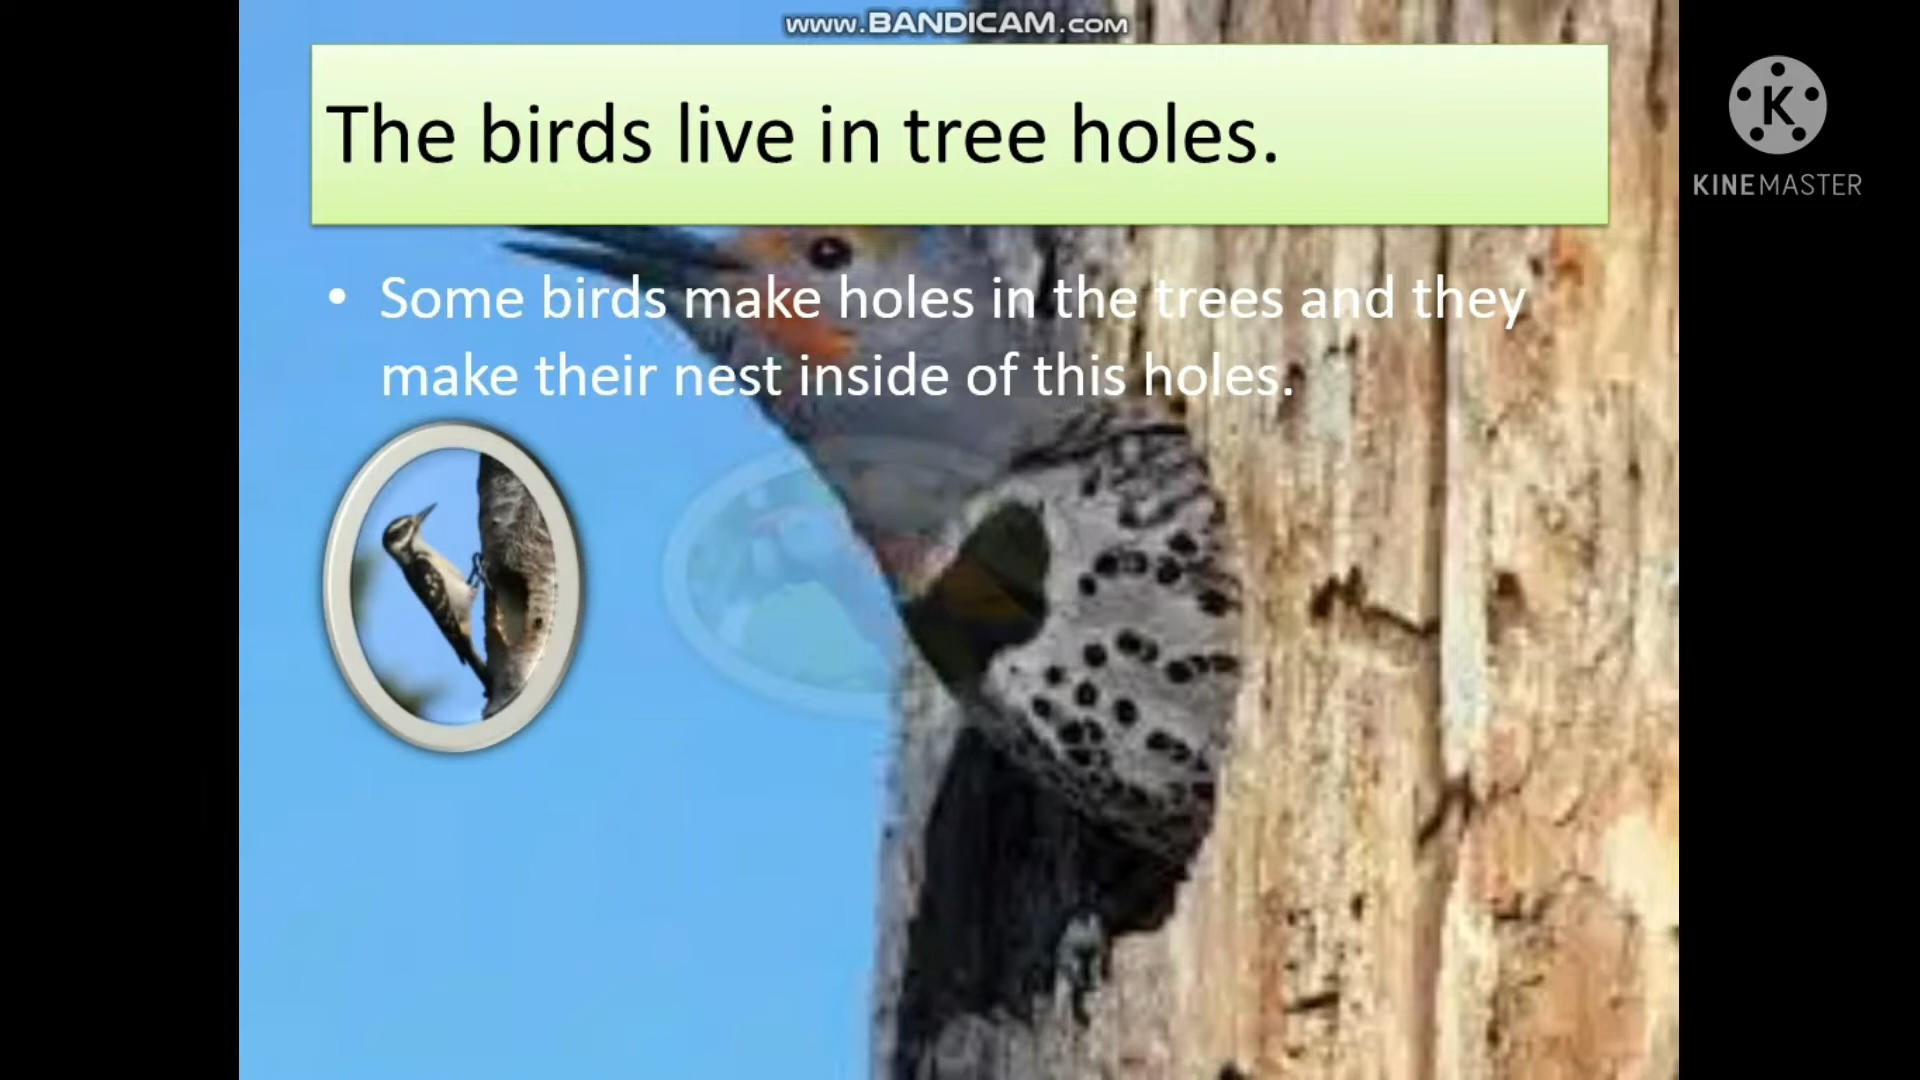 www.BANDICAM.com
The birds live in tree holes.
K
KINEMASTER
• Some birds make holes in the trees and they
make their nest inside of this holes.